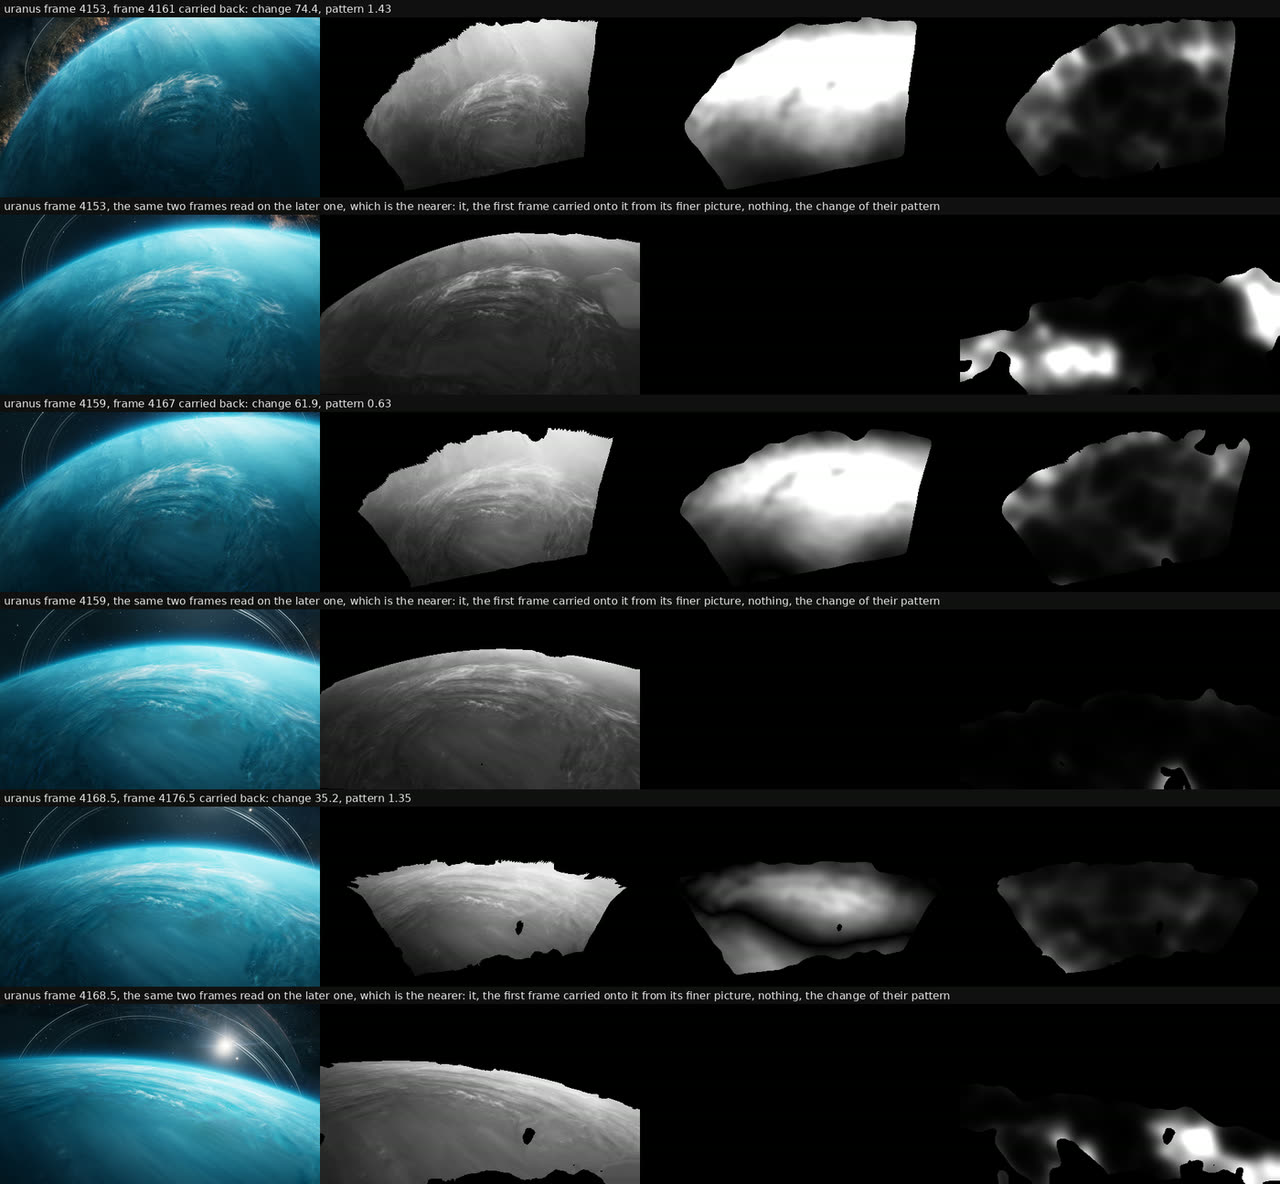 uranus frame 4153, frame 4161 carried back: change 74.4, pattern 1.43
uranus frame 4153, the same two frames read on the later one, which is the nearer: it, the first frame carried onto it from its finer picture, nothing, the change of their pattern
uranus frame 4159, frame 4167 carried back: change 61.9, pattern 0.63
uranus frame 4159, the same two frames read on the later one, which is the nearer: it, the first frame carried onto it from its finer picture, nothing, the change of their pattern
uranus frame 4168.5, frame 4176.5 carried back: change 35.2, pattern 1.35
uranus frame 4168.5, the same two frames read on the later one, which is the nearer: it, the first frame carried onto it from its finer picture, nothing, the change of their pattern